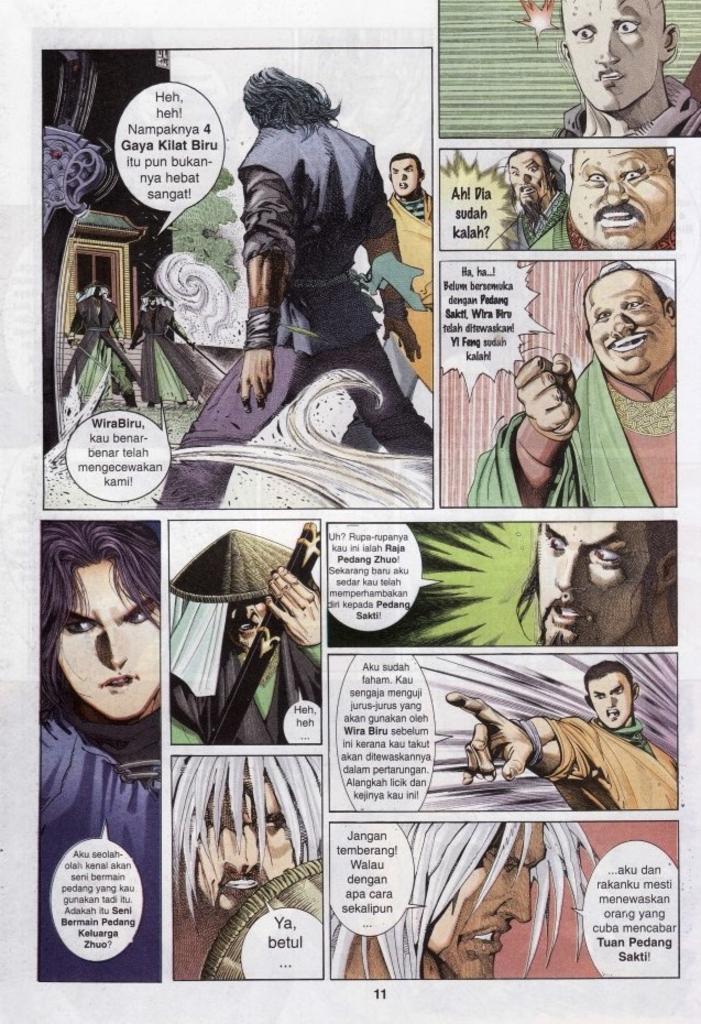 Heh,
heh!
Nampaknya 4
Gaya Kilat Biru
itu pun bukan-
nya hebat
sangat!
WiraBiru,
kau benar-
benar telah
mengecewakan
kami!
Ah! Dia
sudah
kalah?
Ha, ha...!
Belum bersemuka
dengan Pedang
Sakti, Wira Biru
telah ditewaskan!
Yi Feng sudah
kalah!
Aku seolah-
olah kenal akan
seni bermain
pedang yang kau
gunakan tadi itu.
Adakah itu Seni
Bermain Pedang
Keluarga
Zhuo?
Heh,
heh
...
Uh? Rupa-rupanya
kau ini ialah Raja
Pedang Zhuo!
Sekarang baru aku
sedar kau telah
memperhambakan
diri kepada Pedang
Sakti!
Aku sudah
faham. Kau
sengaja menguji
jurus-jurus yang
akan gunakan oleh
Wira Biru sebelum
ini kerana kau takut
akan ditewaskannya
dalam pertarungan.
Alangkah licik dan
kejinya kau ini!
Ya,
betul
...
Jangan
temberang!
Walau
dengan
apa cara
sekalipun
...
...aku dan
rakanku mesti
menewaskan
orang yang
cuba mencabar
Tuan Pedang
Sakti!
11